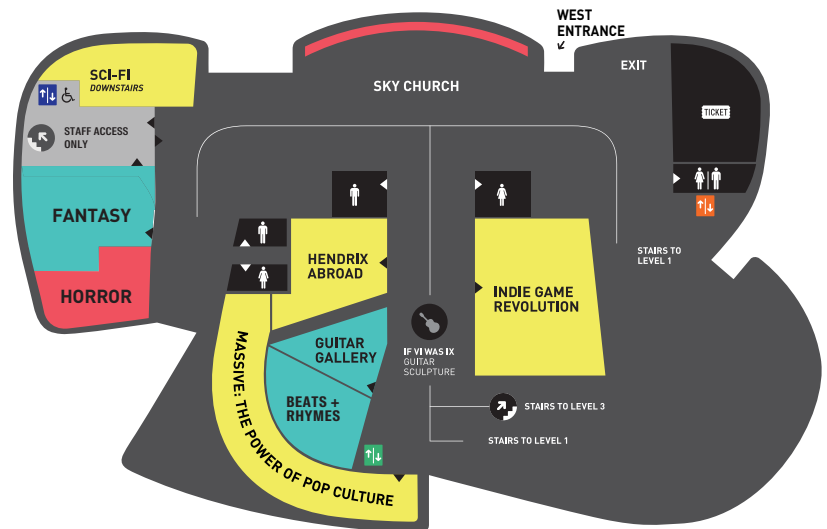 WEST
ENTRANCE
SCI-FI
DOWNSTAIRS
SKY CHURCH
EXIT
TICKET
STAFF ACCESS
ONLY
FANTASY
HORROR
HENDRIX
ABROAD
STAIRS TO
LEVEL 1
INDIE GAME
REVOLUTION
GUITAR
GALLERY
IF VI WAS IX
GUITAR
SCULPTURE
BEATS +
RHYMES
MASSIVE: THE POWER OF POP CULTURE
STAIRS TO LEVEL 3
STAIRS TO LEVEL 1